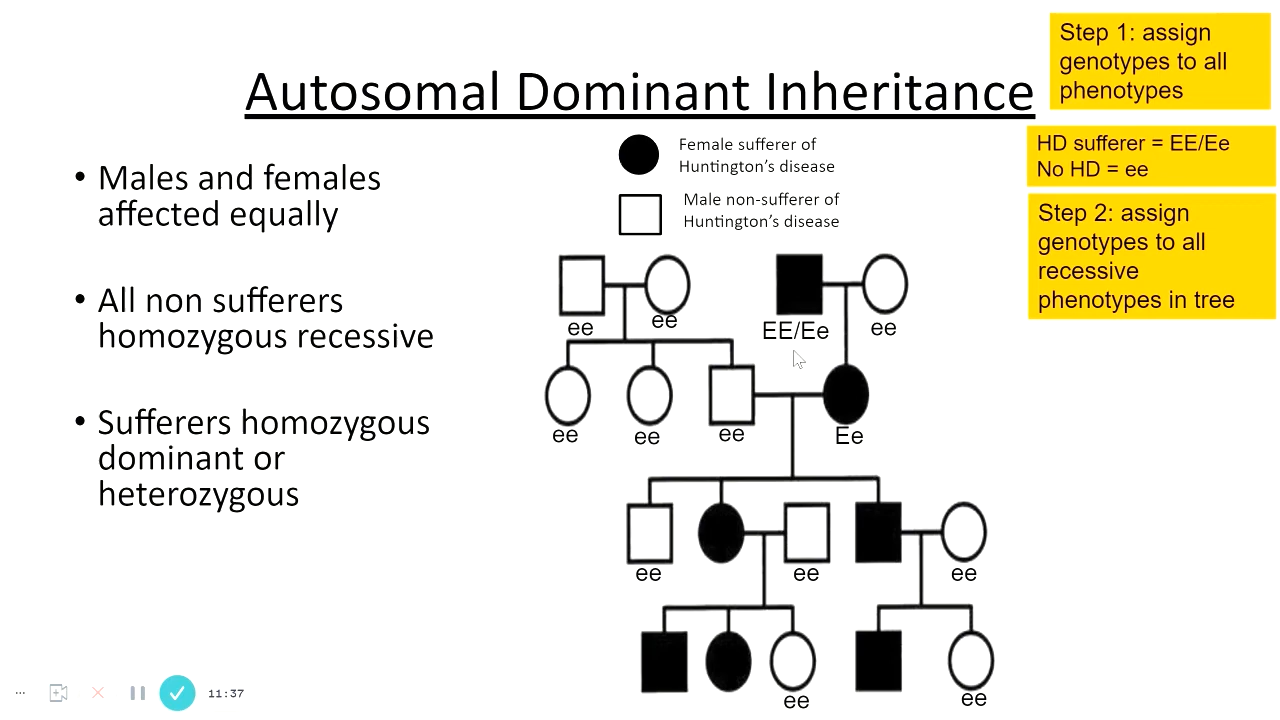 Autosomal Dominant Inheritance
Step 1: assign
genotypes to all
phenotypes
HD sufferer = EE/Ee
No HD = ee
Step 2: assign
genotypes to all
recessive
phenotypes in tree
• Males and females
affected equally
• All non sufferers
homozygous recessive
• Sufferers homozygous
dominant or
heterozygous
Female sufferer of
Huntington's disease
Male non-sufferer of
Huntington's disease
ee ee EE/Ee ee
ee ee ee Ee
ee ee ee
ee ee
... 11:37